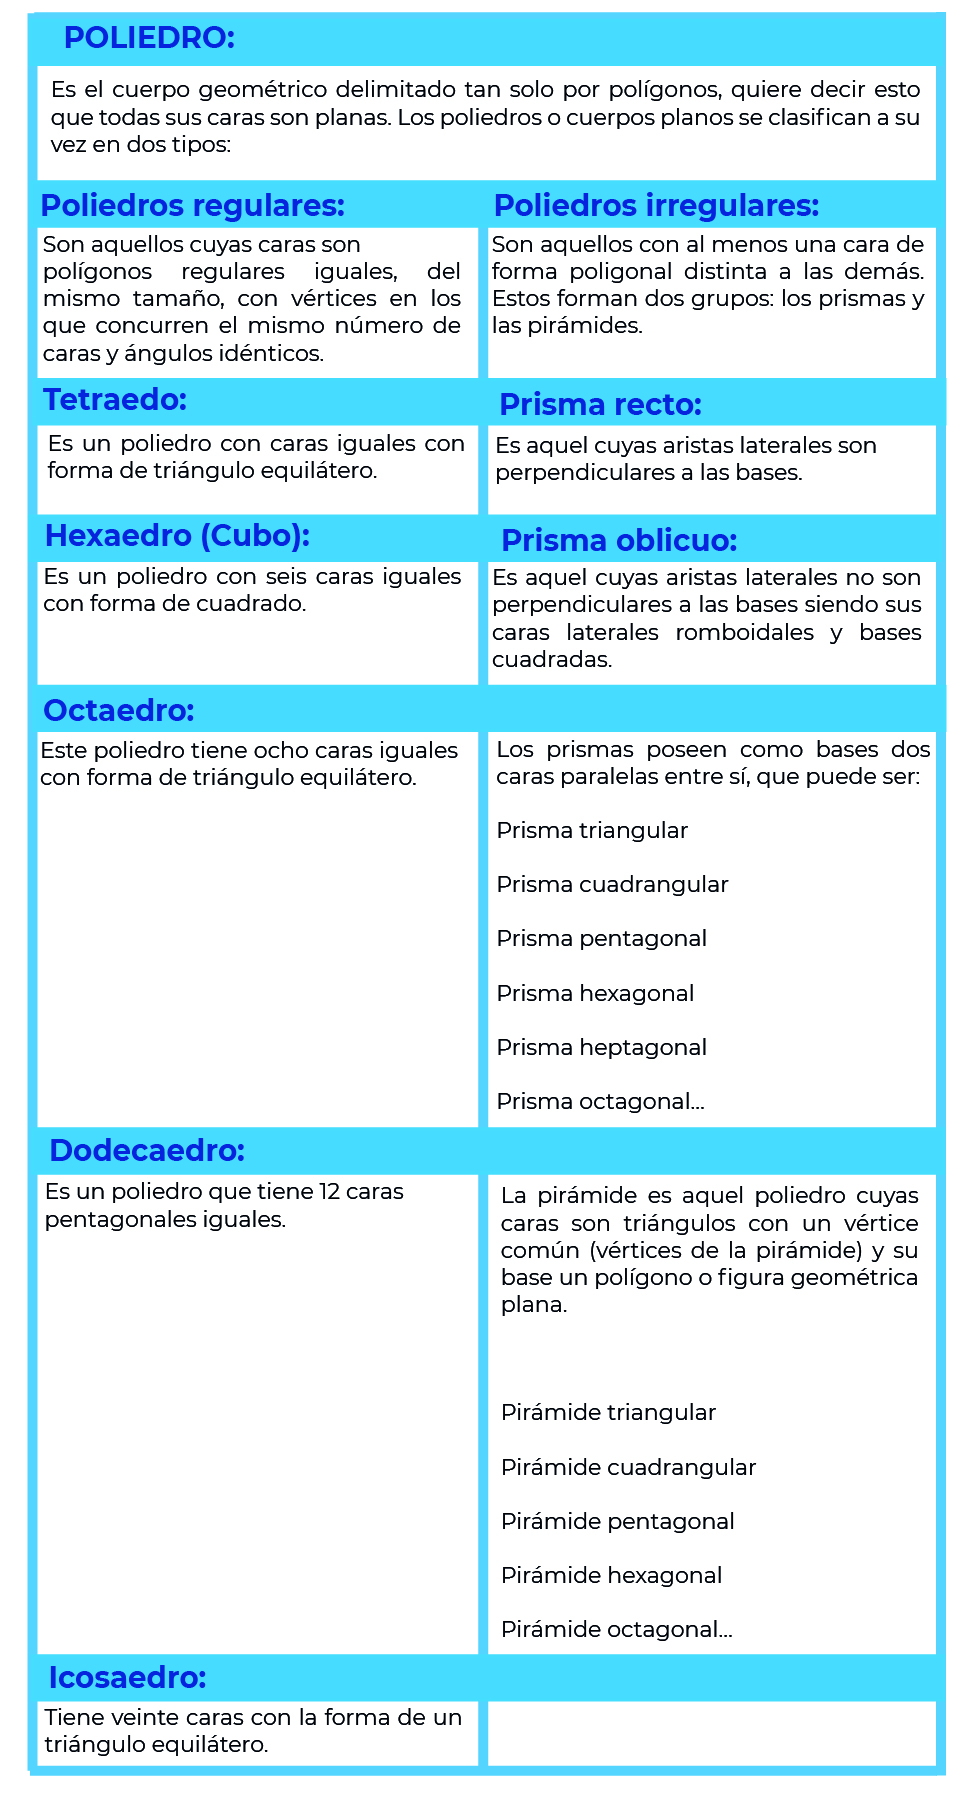 POLIEDRO:
Es el cuerpo geométrico delimitado tan solo por polígonos, quiere decir esto
que todas sus caras son planas. Los poliedros o cuerpos planos se clasifican a su
vez en dos tipos:
Poliedros regulares:
Son aquellos cuyas caras son
polígonos regulares iguales, del
mismo tamaño, con vértices en los
que concurren el mismo número de
caras y ángulos idénticos.
Poliedros irregulares:
Son aquellos con al menos una cara de
forma poligonal distinta a las demás.
Estos forman dos grupos: los prismas y
las pirámides.
Tetraedo:
Es un poliedro con caras iguales con
forma de triángulo equilátero.
Prisma recto:
Es aquel cuyas aristas laterales son
perpendiculares a las bases.
Hexaedro (Cubo):
Es un poliedro con seis caras iguales
con forma de cuadrado.
Prisma oblicuo:
Es aquel cuyas aristas laterales no son
perpendiculares a las bases siendo sus
caras laterales romboidales y bases
cuadradas.
Octaedro:
Este poliedro tiene ocho caras iguales
con forma de triángulo equilátero.
Los prismas poseen como bases dos
caras paralelas entre sí, que puede ser:
Prisma triangular
Prisma cuadrangular
Prisma pentagonal
Prisma hexagonal
Prisma heptagonal
Prisma octagonal...
Dodecaedro:
Es un poliedro que tiene 12 caras
pentagonales iguales.
La pirámide es aquel poliedro cuyas
caras son triángulos con un vértice
común (vértices de la pirámide) y su
base un polígono o figura geométrica
plana.
Pirámide triangular
Pirámide cuadrangular
Pirámide pentagonal
Pirámide hexagonal
Pirámide octagonal...
Icosaedro:
Tiene veinte caras con la forma de un
triángulo equilátero.